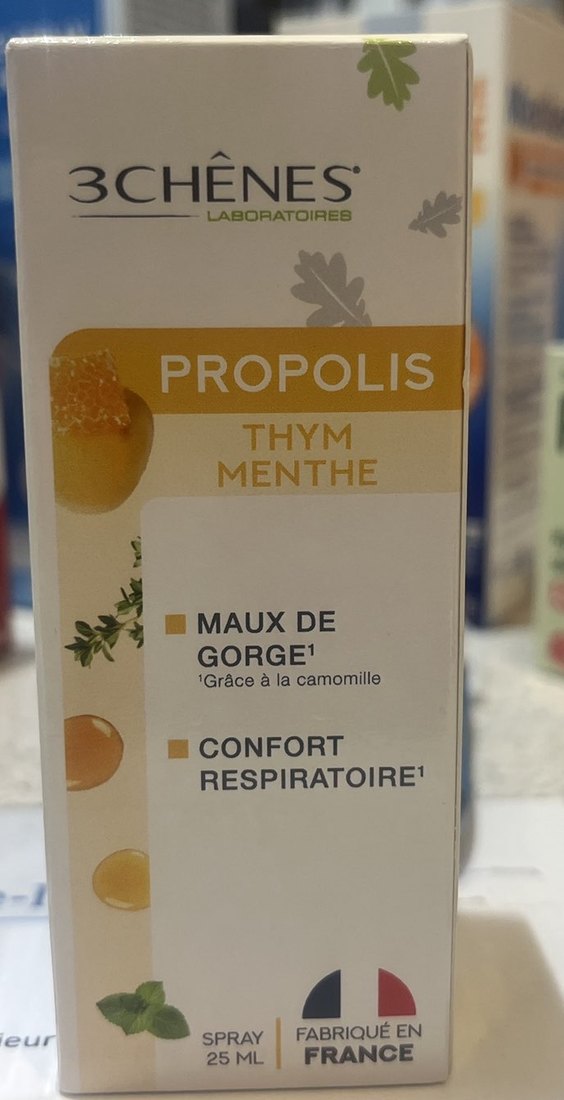 3CHÊNES
LABORATOIRES
PROPOLIS
THYM
MENTHE
MAUX DE
GORGE¹
¹Grâce à la camomille
CONFORT
RESPIRATOIRE¹
SPRAY
25 ML
FABRIQUÉ EN
FRANCE